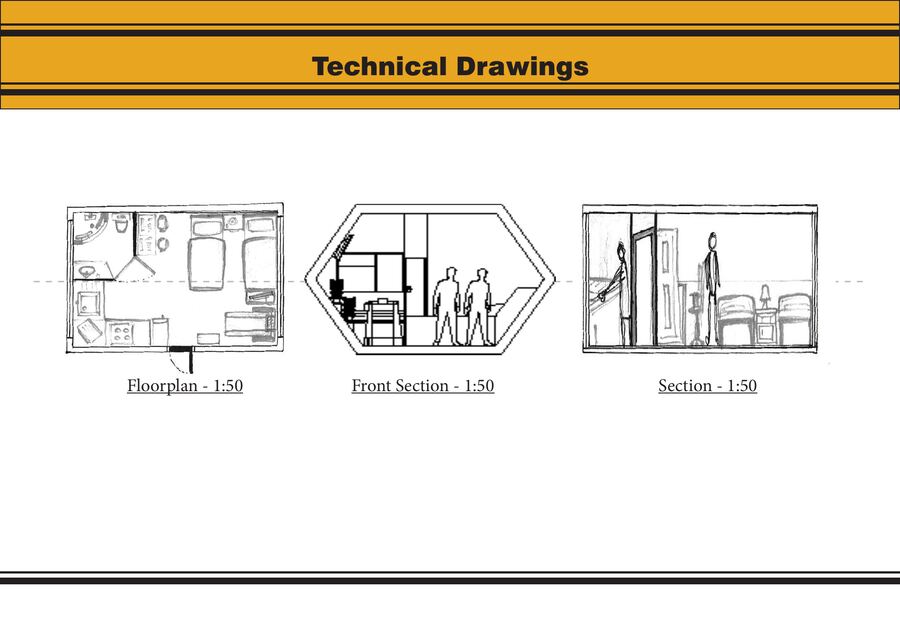 Technical Drawings
Floorplan - 1:50
Front Section - 1:50
Section - 1:50